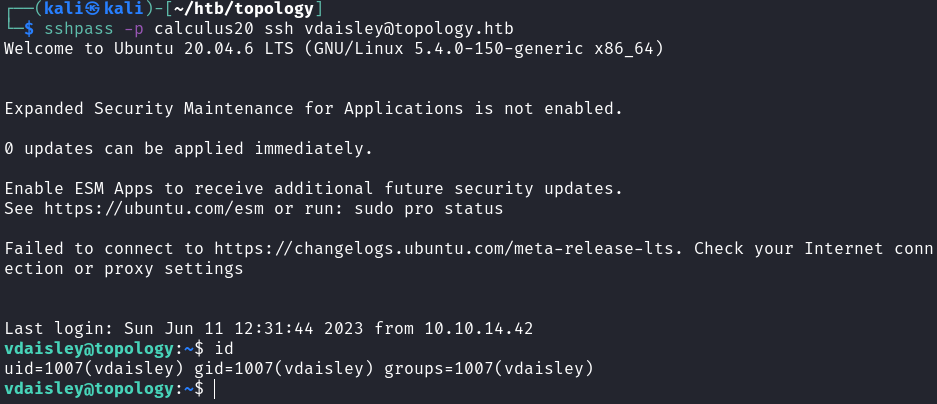 ┌──(kali㉿kali)-[~/htb/topology]
└─$ sshpass -p calculus20 ssh vdaisley@topology.htb
Welcome to Ubuntu 20.04.6 LTS (GNU/Linux 5.4.0-150-generic x86_64)
Expanded Security Maintenance for Applications is not enabled.
0 updates can be applied immediately.
Enable ESM Apps to receive additional future security updates.
See https://ubuntu.com/esm or run: sudo pro status
Failed to connect to https://changelogs.ubuntu.com/meta-release-lts. Check your Internet conn
ection or proxy settings
Last login: Sun Jun 11 12:31:44 2023 from 10.10.14.42
vdaisley@topology:~$ id
uid=1007(vdaisley) gid=1007(vdaisley) groups=1007(vdaisley)
vdaisley@topology:~$